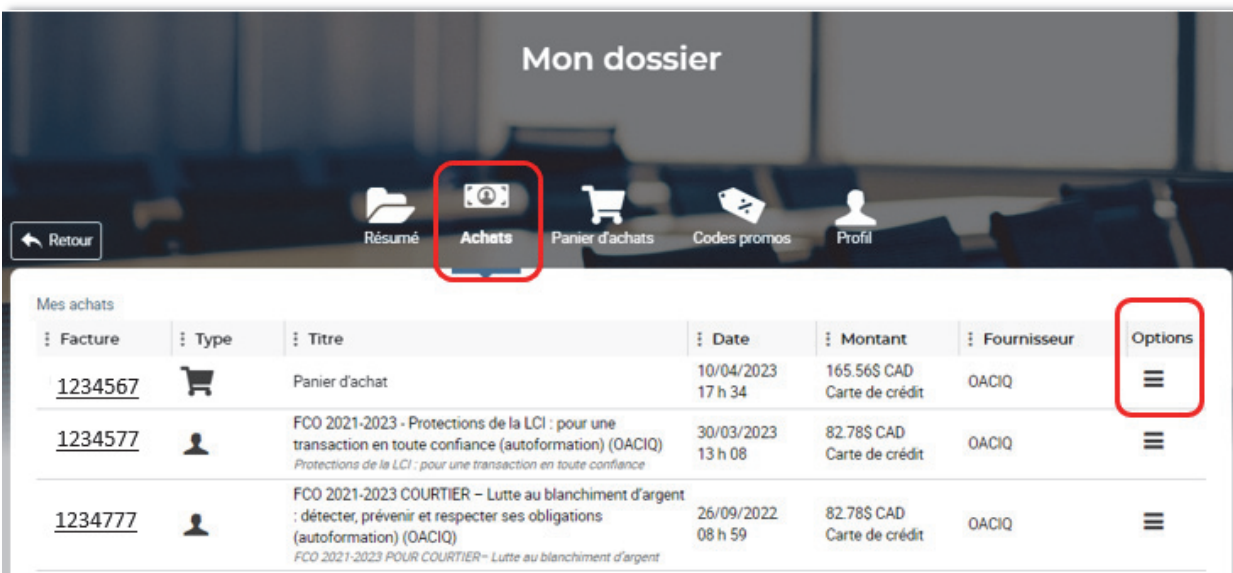 Mon dossier
Retour
Résumé
Achats
Panier d'achats
Codes promos
Profil
Mes achats
Facture Type Titre Date Montant Fournisseur Options
1234567 Panier d'achat 10/04/2023 165.56$ CAD OACIQ
17 h 34 Carte de crédit
FCO 2021-2023 - Protections de la LCI : pour une
1234577 transaction en toute confiance (autoformation) (OACIQ) 30/03/2023 82.78$ CAD OACIQ
13 h 08 Carte de crédit
Protections de la LCI : pour une transaction en toute confiance
FCO 2021-2023 COURTIER – Lutte au blanchiment d'argent
1234777 : détecter, prévenir et respecter ses obligations 26/09/2022 82.78$ CAD OACIQ
(autoformation) (OACIQ) 08 h 59 Carte de crédit
FCO 2021-2023 POUR COURTIER– Lutte au blanchiment d'argent